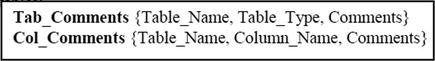 Tab_Comments {Table_Name, Table_Type, Comments}
Col_Comments {Table_Name, Column_Name, Comments}